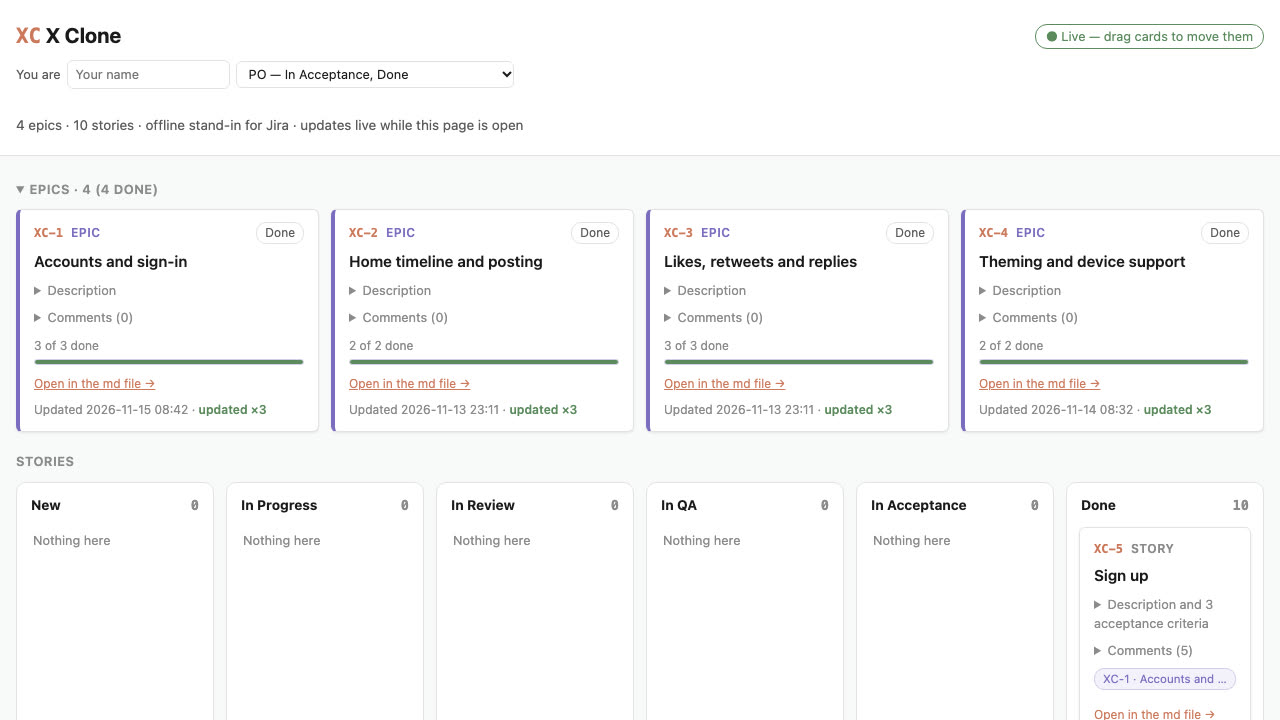 XC X Clone
Live — drag cards to move them
You are Your name PO — In Acceptance, Done
4 epics · 10 stories · offline stand-in for Jira · updates live while this page is open
▼ EPICS · 4 (4 DONE)
XC–1 EPIC Done
Accounts and sign-in
▶ Description
▶ Comments (0)
3 of 3 done
Open in the md file →
Updated 2026-11-15 08:42 · updated ×3
XC–2 EPIC Done
Home timeline and posting
▶ Description
▶ Comments (0)
2 of 2 done
Open in the md file →
Updated 2026-11-13 23:11 · updated ×3
XC–3 EPIC Done
Likes, retweets and replies
▶ Description
▶ Comments (0)
3 of 3 done
Open in the md file →
Updated 2026-11-13 23:11 · updated ×3
XC–4 EPIC Done
Theming and device support
▶ Description
▶ Comments (0)
2 of 2 done
Open in the md file →
Updated 2026-11-14 08:32 · updated ×3
STORIES
New 0
Nothing here
In Progress 0
Nothing here
In Review 0
Nothing here
In QA 0
Nothing here
In Acceptance 0
Nothing here
Done 10
XC–5 STORY
Sign up
▶ Description and 3
acceptance criteria
▶ Comments (5)
XC-1 · Accounts and ...
Open in the md file →